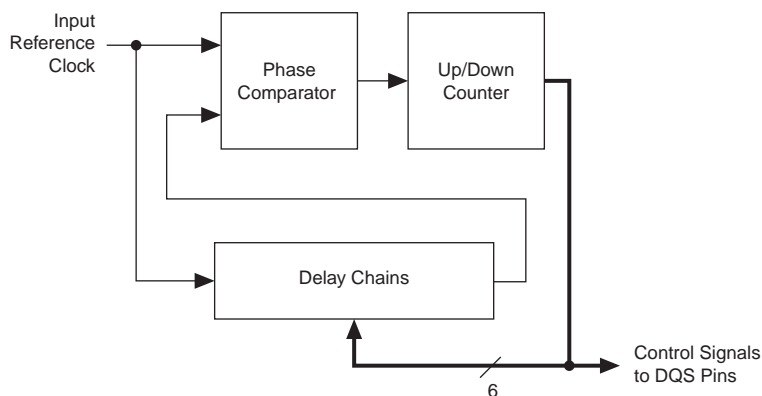 Input
Reference
Clock
Phase
Comparator
Up/Down
Counter
Delay Chains
6
Control Signals
to DQS Pins